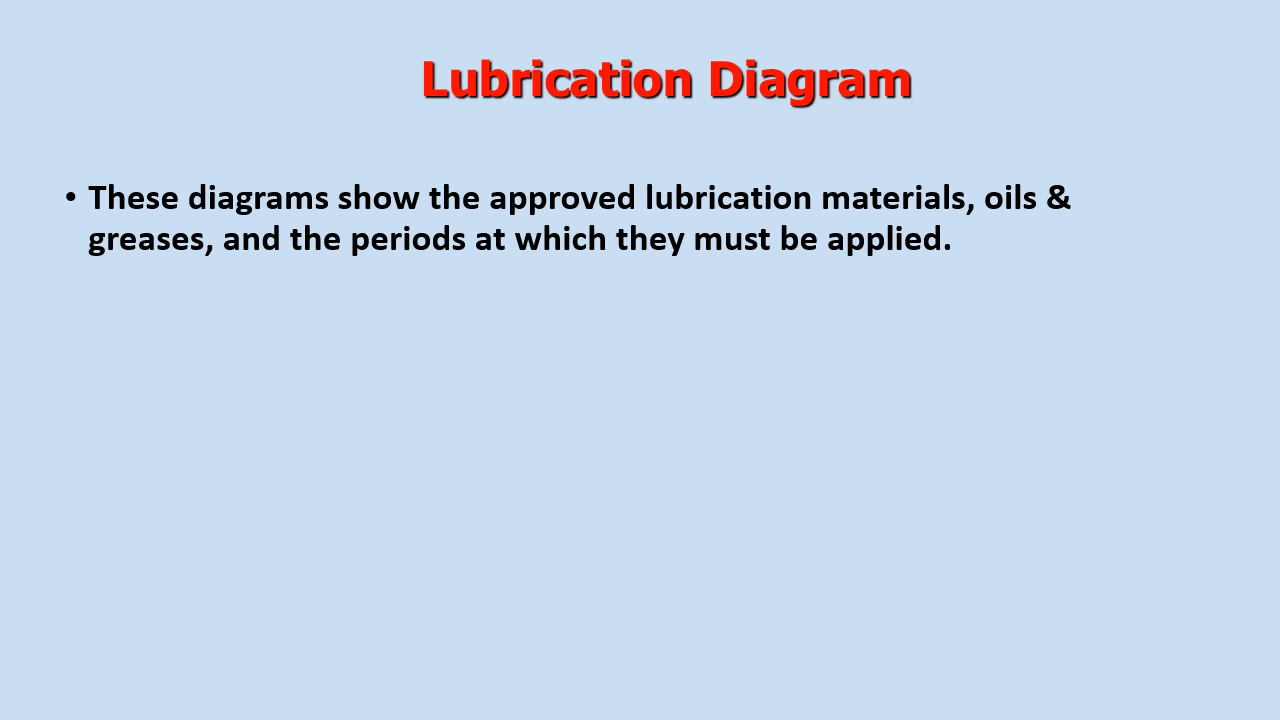 Lubrication Diagram
• These diagrams show the approved lubrication materials, oils &
greases, and the periods at which they must be applied.